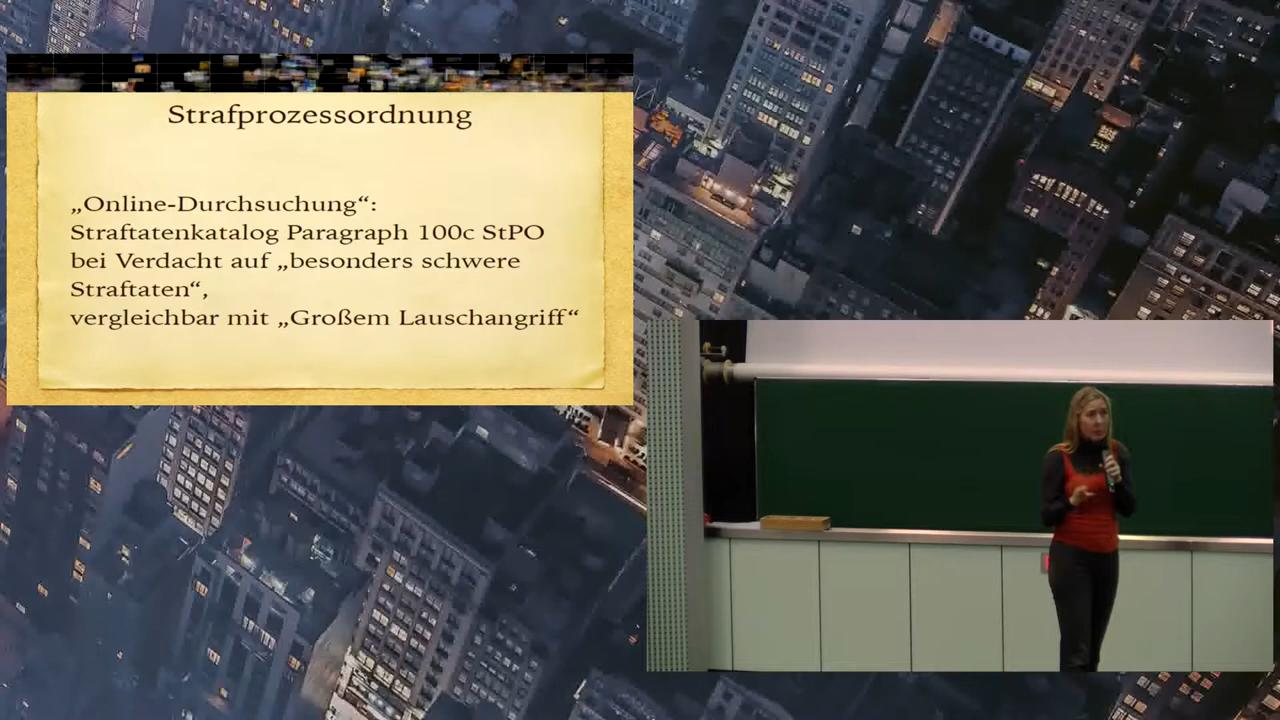 Strafprozessordnung
„Online-Durchsuchung“:
Straftatenkatalog Paragraph 100c StPO
bei Verdacht auf „besonders schwere
Straftaten“,
vergleichbar mit „Großem Lauschangriff“